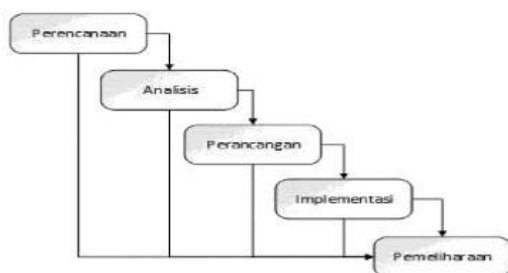 Perencanaan
Analisis
Perancangan
Implementasi
Pemeliharaan